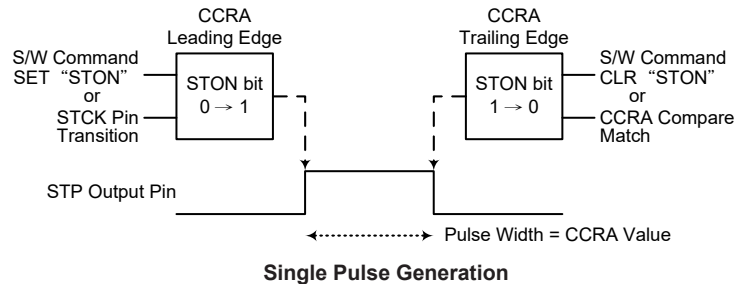 CCRA
Leading Edge
S/W Command
SET “STON”
or
STCK Pin
Transition
STON bit
0 → 1
CCRA
Trailing Edge
STON bit
1 → 0
S/W Command
CLR “STON”
or
CCRA Compare
Match
STP Output Pin
Pulse Width = CCRA Value
Single Pulse Generation